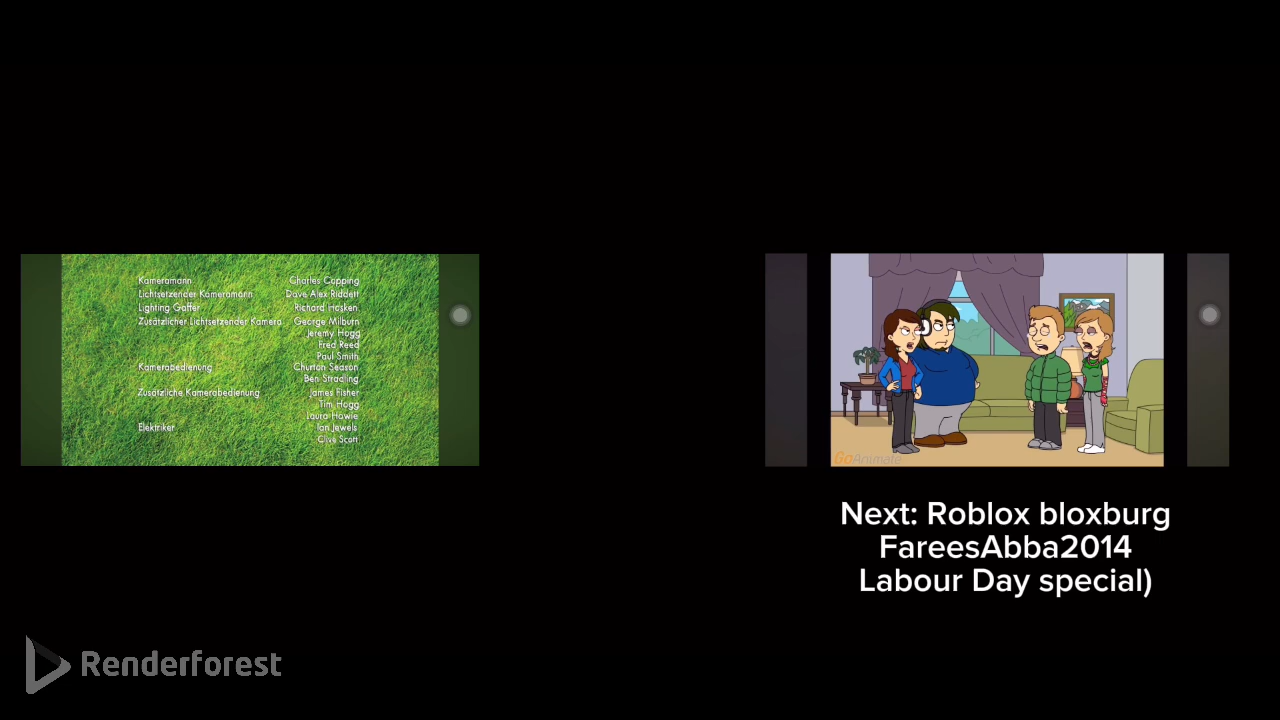 Kameramann Charles Copping
Lichtsetzender Kameramann Dave Alex Riddett
Lighting Gaffer Richard Hosken
Zusätzlicher Lichtsetzender Kamera George Milburn
Jeremy Hogg
Fred Reed
Paul Smith
Kamerabedienung Churton Season
Ben Stradling
Zusätzliche Kamerabedienung James Fisher
Tim Hogg
Laura Howie
Elektriker Ian Jewels
Clive Scott
GoAnimate
Next: Roblox bloxburg
FareesAbba2014
Labour Day special)
Renderforest